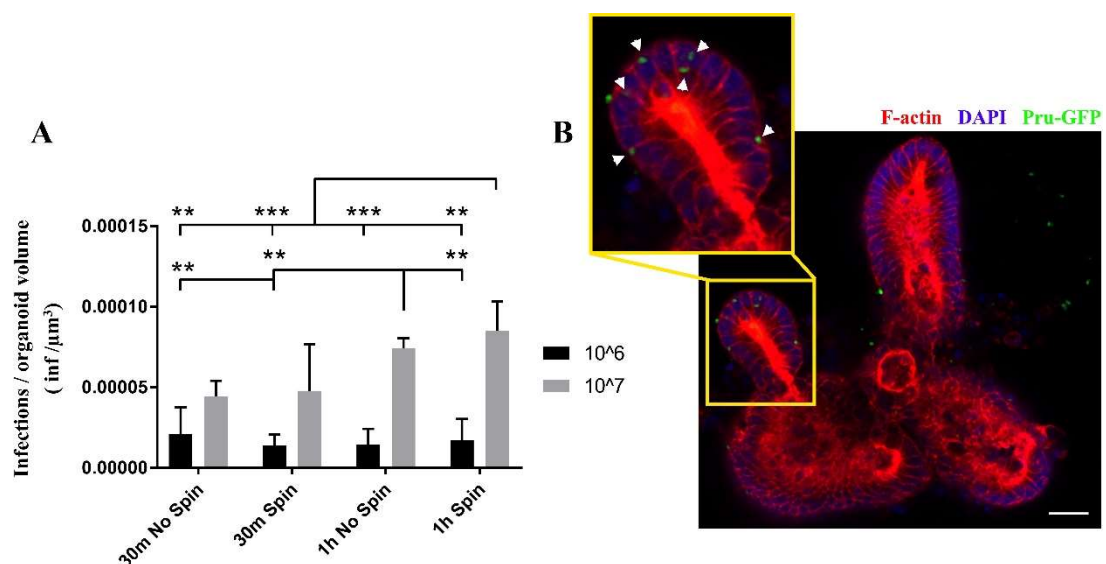 A
B
F-actin DAPI Pru-GFP
Infections / organoid volume
( inf /µm³)
** *** *** **
** ** **
0.00015
0.00010
0.00005
0.00000
10^6
10^7
30m No Spin
30m Spin
1h No Spin
1h Spin